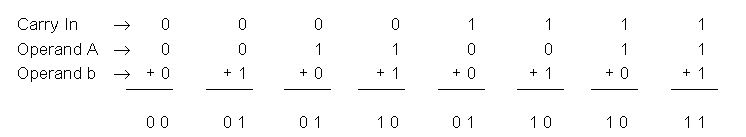 Carry In → 0 0 0 0 1 1 1 1
Operand A → 0 0 1 1 0 0 1 1
Operand b → + 0 + 1 + 0 + 1 + 0 + 1 + 0 + 1
0 0 0 1 0 1 1 0 0 1 1 0 1 0 1 1